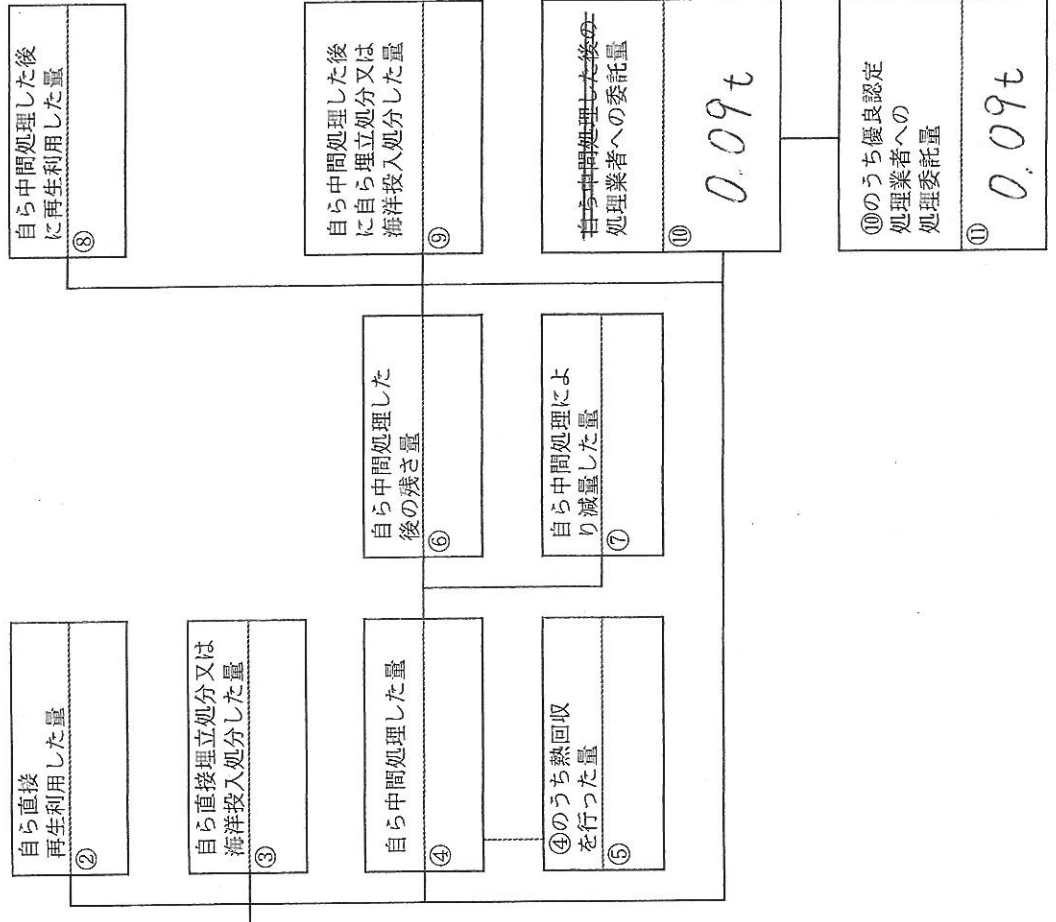 自ら直接
再生利用した量
②
自ら直接埋立処分又は
海洋投入処分した量
③
自ら中間処理した量
④
④のうち熱回収
を行った量
⑤
自ら中間処理した
後の残さ量
⑥
自ら中間処理によ
り減量した量
⑦
自ら中間処理した後
に再生利用した量
⑧
自ら中間処理した後
に自ら埋立処分又は
海洋投入処分した量
⑨
自ら中間処理した後の
処理業者への委託量
⑩
0.09t
⑩のうち優良認定
処理業者への
処理委託量
⑪
0.09t